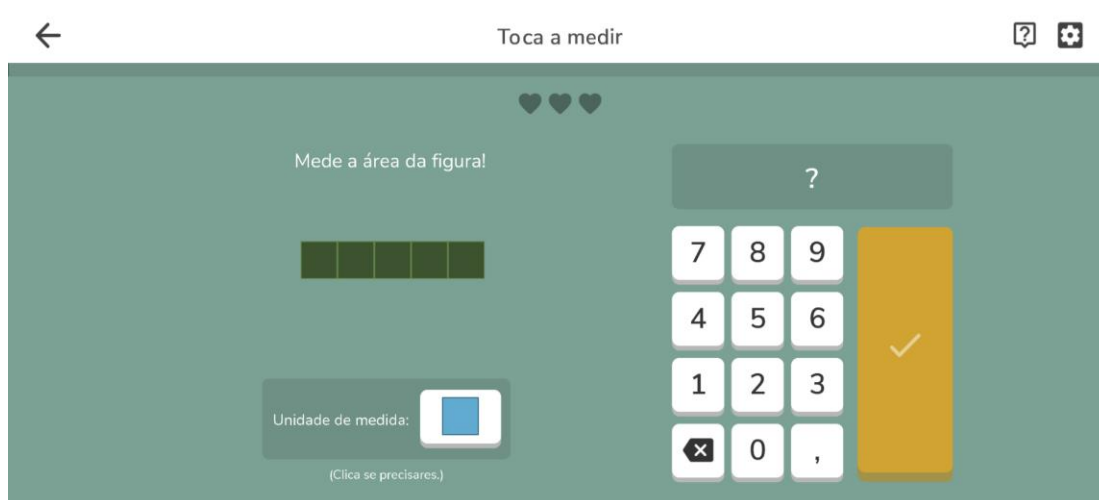 Toca a medir
Mede a área da figura!
?
7 8 9
4 5 6
1 2 3
0 ,
Unidade de medida:
(Clica se precisares.)